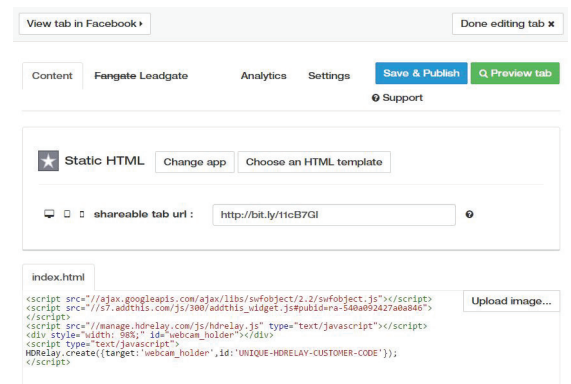 View tab in Facebook
Done editing tab ×
Content Fangate Leadgate Analytics Settings Save & Publish Preview tab
Support
Static HTML Change app Choose an HTML template
shareable tab url : http://bit.ly/11cB7GI
index.html
Upload image...
<script src="//ajax.googleapis.com/ajax/libs/swfobject/2.2/swfobject.js"></script>
<script src="//s7.addthis.com/js/300/addthis_widget.js#pubid=ra-540a092427a0a846">
</script>
<script src="//manage.hdrelay.com/js/hdrelay.js" type="text/javascript"></script>
<div style="width: 98%;" id="webcam_holder"></div>
<script type="text/javascript">
HDRelay.create({target:'webcam_holder',id:'UNIQUE-HDRELAY-CUSTOMER-CODE'});
</script>